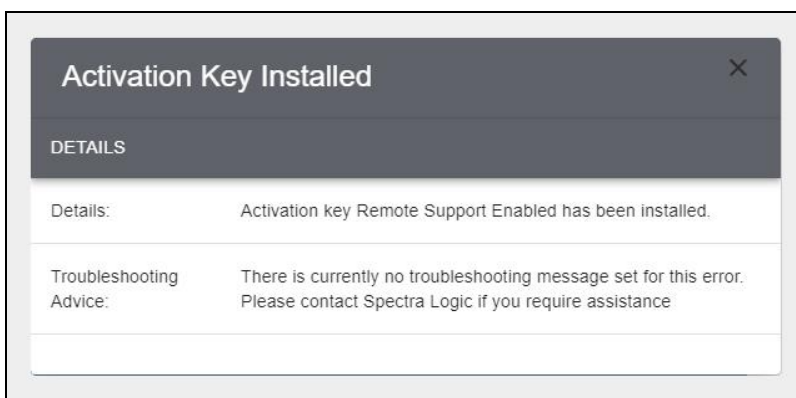 Activation Key Installed
DETAILS
Details: Activation key Remote Support Enabled has been installed.
Troubleshooting Advice: There is currently no troubleshooting message set for this error.
Please contact Spectra Logic if you require assistance